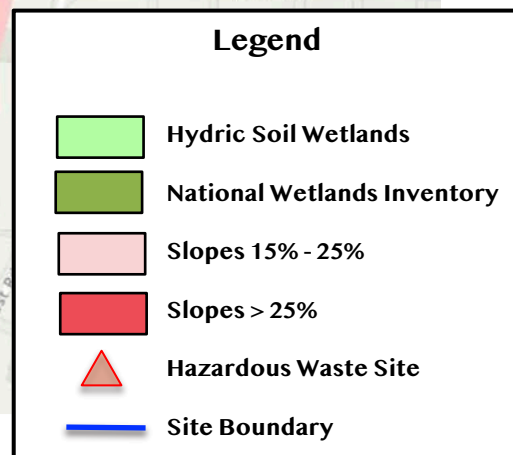 Legend
Hydric Soil Wetlands
National Wetlands Inventory
Slopes 15% - 25%
Slopes > 25%
Hazardous Waste Site
Site Boundary